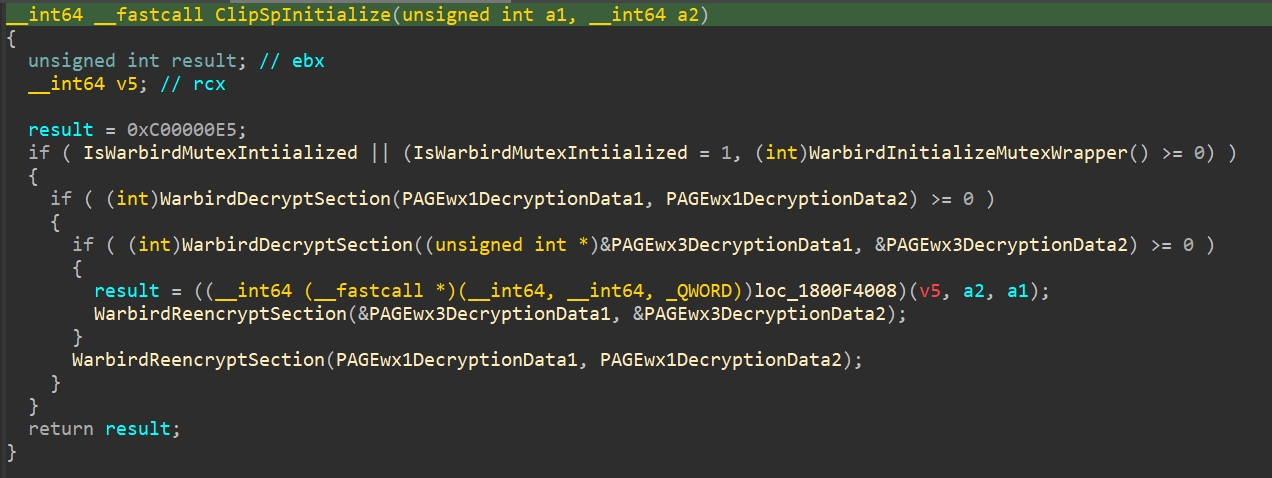 __int64 __fastcall ClipSpInitialize(unsigned int a1, __int64 a2)
{
  unsigned int result; // ebx
  __int64 v5; // rcx

  result = 0xC00000E5;
  if ( IsWarbirdMutexIntiialized || (IsWarbirdMutexIntiialized = 1, (int)WarbirdInitializeMutexWrapper() >= 0) )
  {
    if ( (int)WarbirdDecryptSection(PAGEwx1DecryptionData1, PAGEwx1DecryptionData2) >= 0 )
    {
      if ( (int)WarbirdDecryptSection((unsigned int *)&PAGEwx3DecryptionData1, &PAGEwx3DecryptionData2) >= 0 )
      {
        result = ((__int64 (__fastcall *)(__int64, __int64, _QWORD))loc_1800F4008)(v5, a2, a1);
        WarbirdReencryptSection(&PAGEwx3DecryptionData1, &PAGEwx3DecryptionData2);
      }
      WarbirdReencryptSection(PAGEwx1DecryptionData1, PAGEwx1DecryptionData2);
    }
  }
  return result;
}